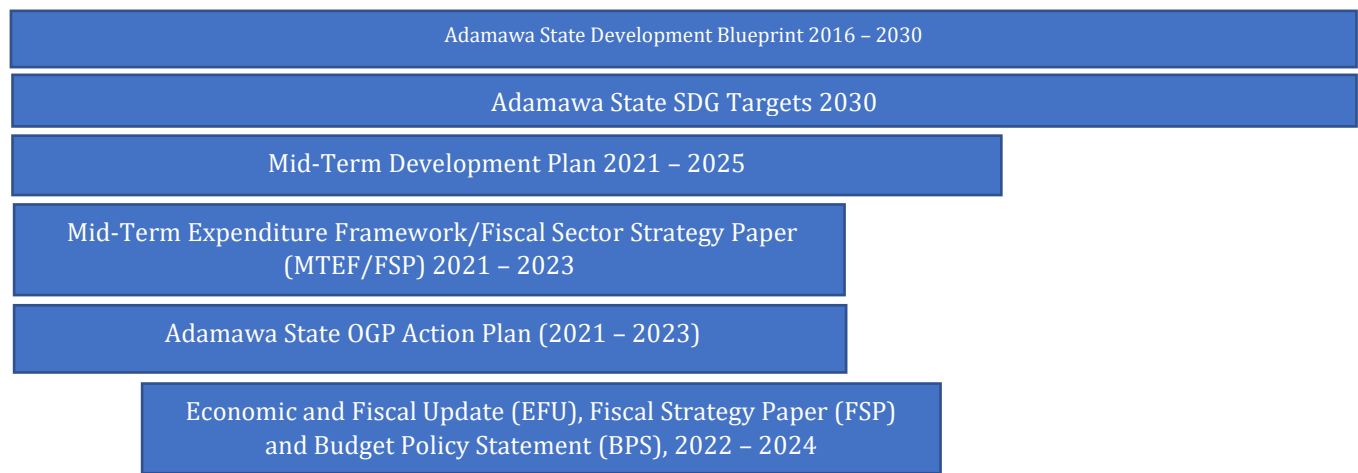 Adamawa State Development Blueprint 2016 – 2030
Adamawa State SDG Targets 2030
Mid-Term Development Plan 2021 – 2025
Mid-Term Expenditure Framework/Fiscal Sector Strategy Paper
(MTEF/FSP) 2021 – 2023
Adamawa State OGP Action Plan (2021 – 2023)
Economic and Fiscal Update (EFU), Fiscal Strategy Paper (FSP)
and Budget Policy Statement (BPS), 2022 – 2024